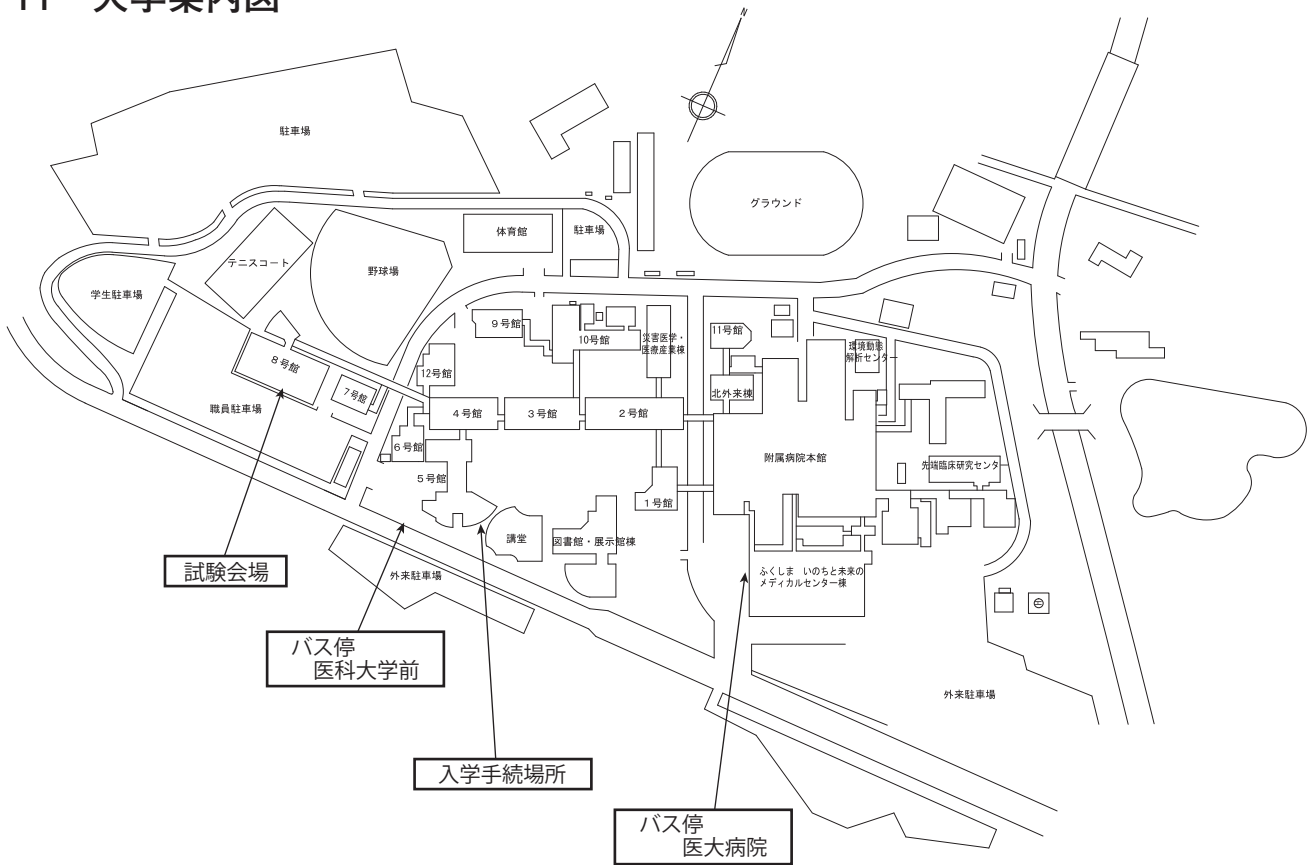 大学案内図
N
駐車場
グラウンド
体育館
駐車場
テニスコート
野球場
学生駐車場
9号館
10号館
災害医学・
医療産業棟
11号館
環境動態
解析センター
8号館
12号館
北外来棟
7号館
職員駐車場
4号館
3号館
2号館
6号館
附属病院本館
先端臨床研究センター
5号館
1号館
講堂
図書館・展示館棟
試験会場
外来駐車場
ふくしま いのちと未来の
メディカルセンター棟
バス停
医科大学前
外来駐車場
入学手続場所
バス停
医大病院